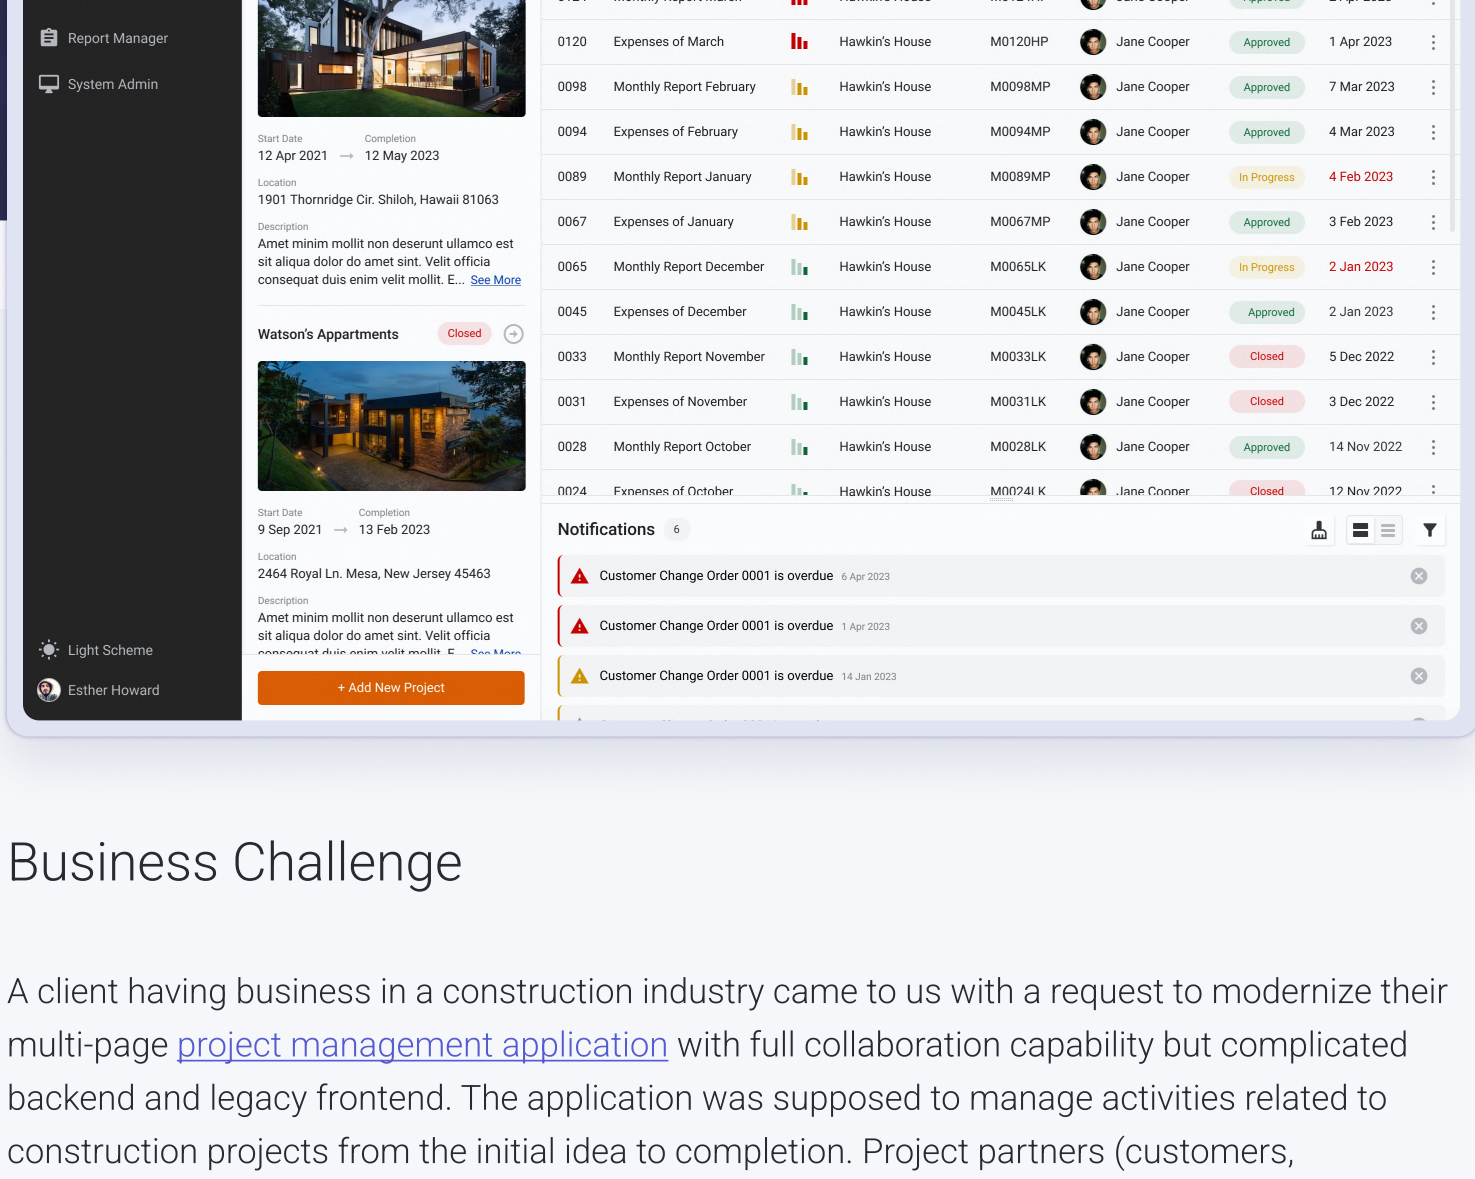 Report Manager
System Admin
Light Scheme
Esther Howard
Start Date Completion
12 Apr 2021 → 12 May 2023
Location
1901 Thornridge Cir. Shiloh, Hawaii 81063
Description
Amet minim mollit non deserunt ullamco est
sit aliqua dolor do amet sint. Velit officia
consequat duis enim velit mollit. E... See More
Watson's Appartments Closed
Start Date Completion
9 Sep 2021 → 13 Feb 2023
Location
2464 Royal Ln. Mesa, New Jersey 45463
Description
Amet minim mollit non deserunt ullamco est
sit aliqua dolor do amet sint. Velit officia
consequat duis enim velit mollit. E... See More
+ Add New Project
0120 Expenses of March Hawkin's House M0120HP Jane Cooper Approved 1 Apr 2023
0098 Monthly Report February Hawkin's House M0098MP Jane Cooper Approved 7 Mar 2023
0094 Expenses of February Hawkin's House M0094MP Jane Cooper Approved 4 Mar 2023
0089 Monthly Report January Hawkin's House M0089MP Jane Cooper In Progress 4 Feb 2023
0067 Expenses of January Hawkin's House M0067MP Jane Cooper Approved 3 Feb 2023
0065 Monthly Report December Hawkin's House M0065LK Jane Cooper In Progress 2 Jan 2023
0045 Expenses of December Hawkin's House M0045LK Jane Cooper Approved 2 Jan 2023
0033 Monthly Report November Hawkin's House M0033LK Jane Cooper Closed 5 Dec 2022
0031 Expenses of November Hawkin's House M0031LK Jane Cooper Closed 3 Dec 2022
0028 Monthly Report October Hawkin's House M0028LK Jane Cooper Approved 14 Nov 2022
0024 Expenses of October Hawkin's House M0024LK Jane Cooper Closed 12 Nov 2022
Notifications 6
Customer Change Order 0001 is overdue 6 Apr 2023
Customer Change Order 0001 is overdue 1 Apr 2023
Customer Change Order 0001 is overdue 14 Jan 2023
Business Challenge
A client having business in a construction industry came to us with a request to modernize their
multi-page project management application with full collaboration capability but complicated
backend and legacy frontend. The application was supposed to manage activities related to
construction projects from the initial idea to completion. Project partners (customers,